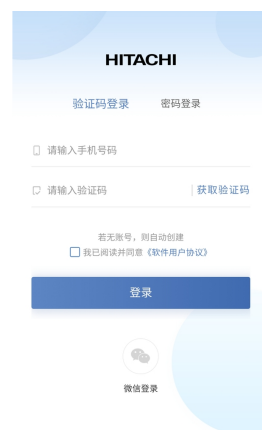 HITACHI
验证码登录 密码登录
请输入手机号码
请输入验证码 获取验证码
若无账号，则自动创建
我已阅读并同意《软件用户协议》
登录
微信登录